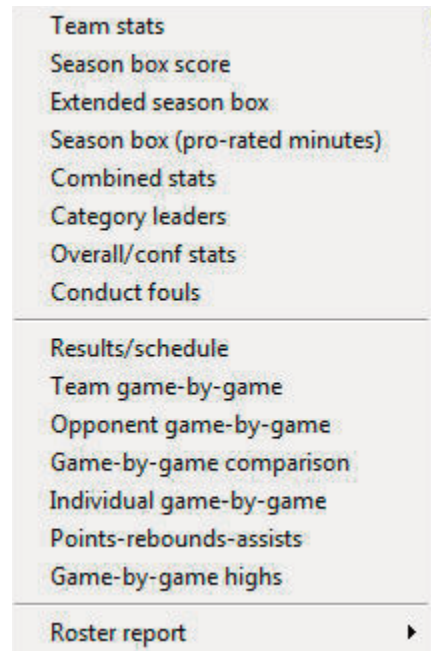 Team stats
Season box score
Extended season box
Season box (pro-rated minutes)
Combined stats
Category leaders
Overall/conf stats
Conduct fouls
Results/schedule
Team game-by-game
Opponent game-by-game
Game-by-game comparison
Individual game-by-game
Points-rebounds-assists
Game-by-game highs
Roster report